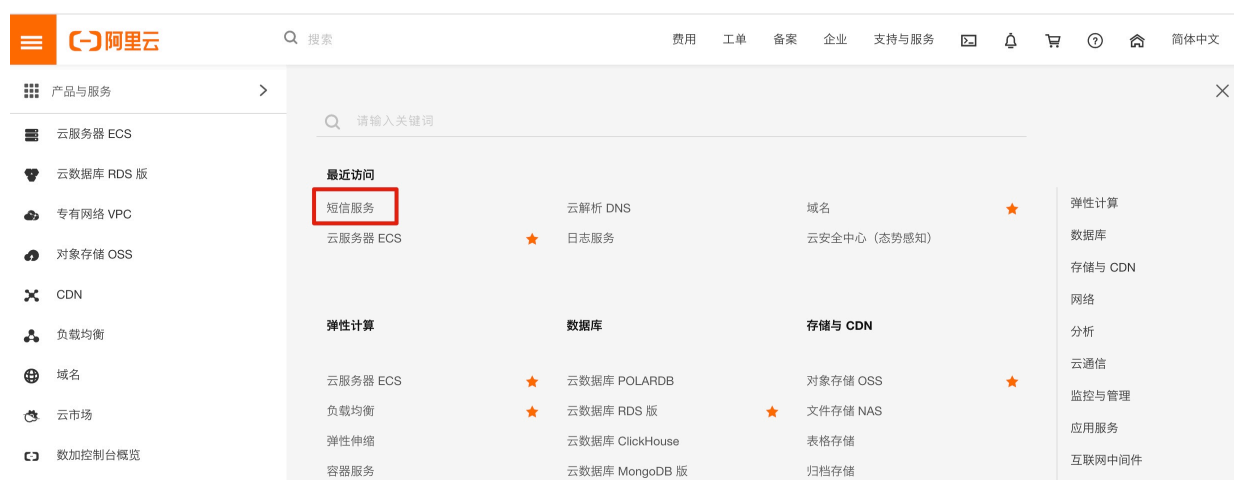 阿里云 搜索 费用 工单 备案 企业 支持与服务 简体中文
产品与服务
云服务器 ECS
云数据库 RDS 版
专有网络 VPC
对象存储 OSS
CDN
负载均衡
域名
云市场
数加控制台概览
请输入关键词
最近访问
短信服务 云解析 DNS 域名
云服务器 ECS 日志服务 云安全中心（态势感知）
弹性计算 数据库 存储与 CDN
云服务器 ECS 云数据库 POLARDB 对象存储 OSS
负载均衡 云数据库 RDS 版 文件存储 NAS
弹性伸缩 云数据库 ClickHouse 表格存储
容器服务 云数据库 MongoDB 版 归档存储
弹性计算
数据库
存储与 CDN
网络
分析
云通信
监控与管理
应用服务
互联网中间件